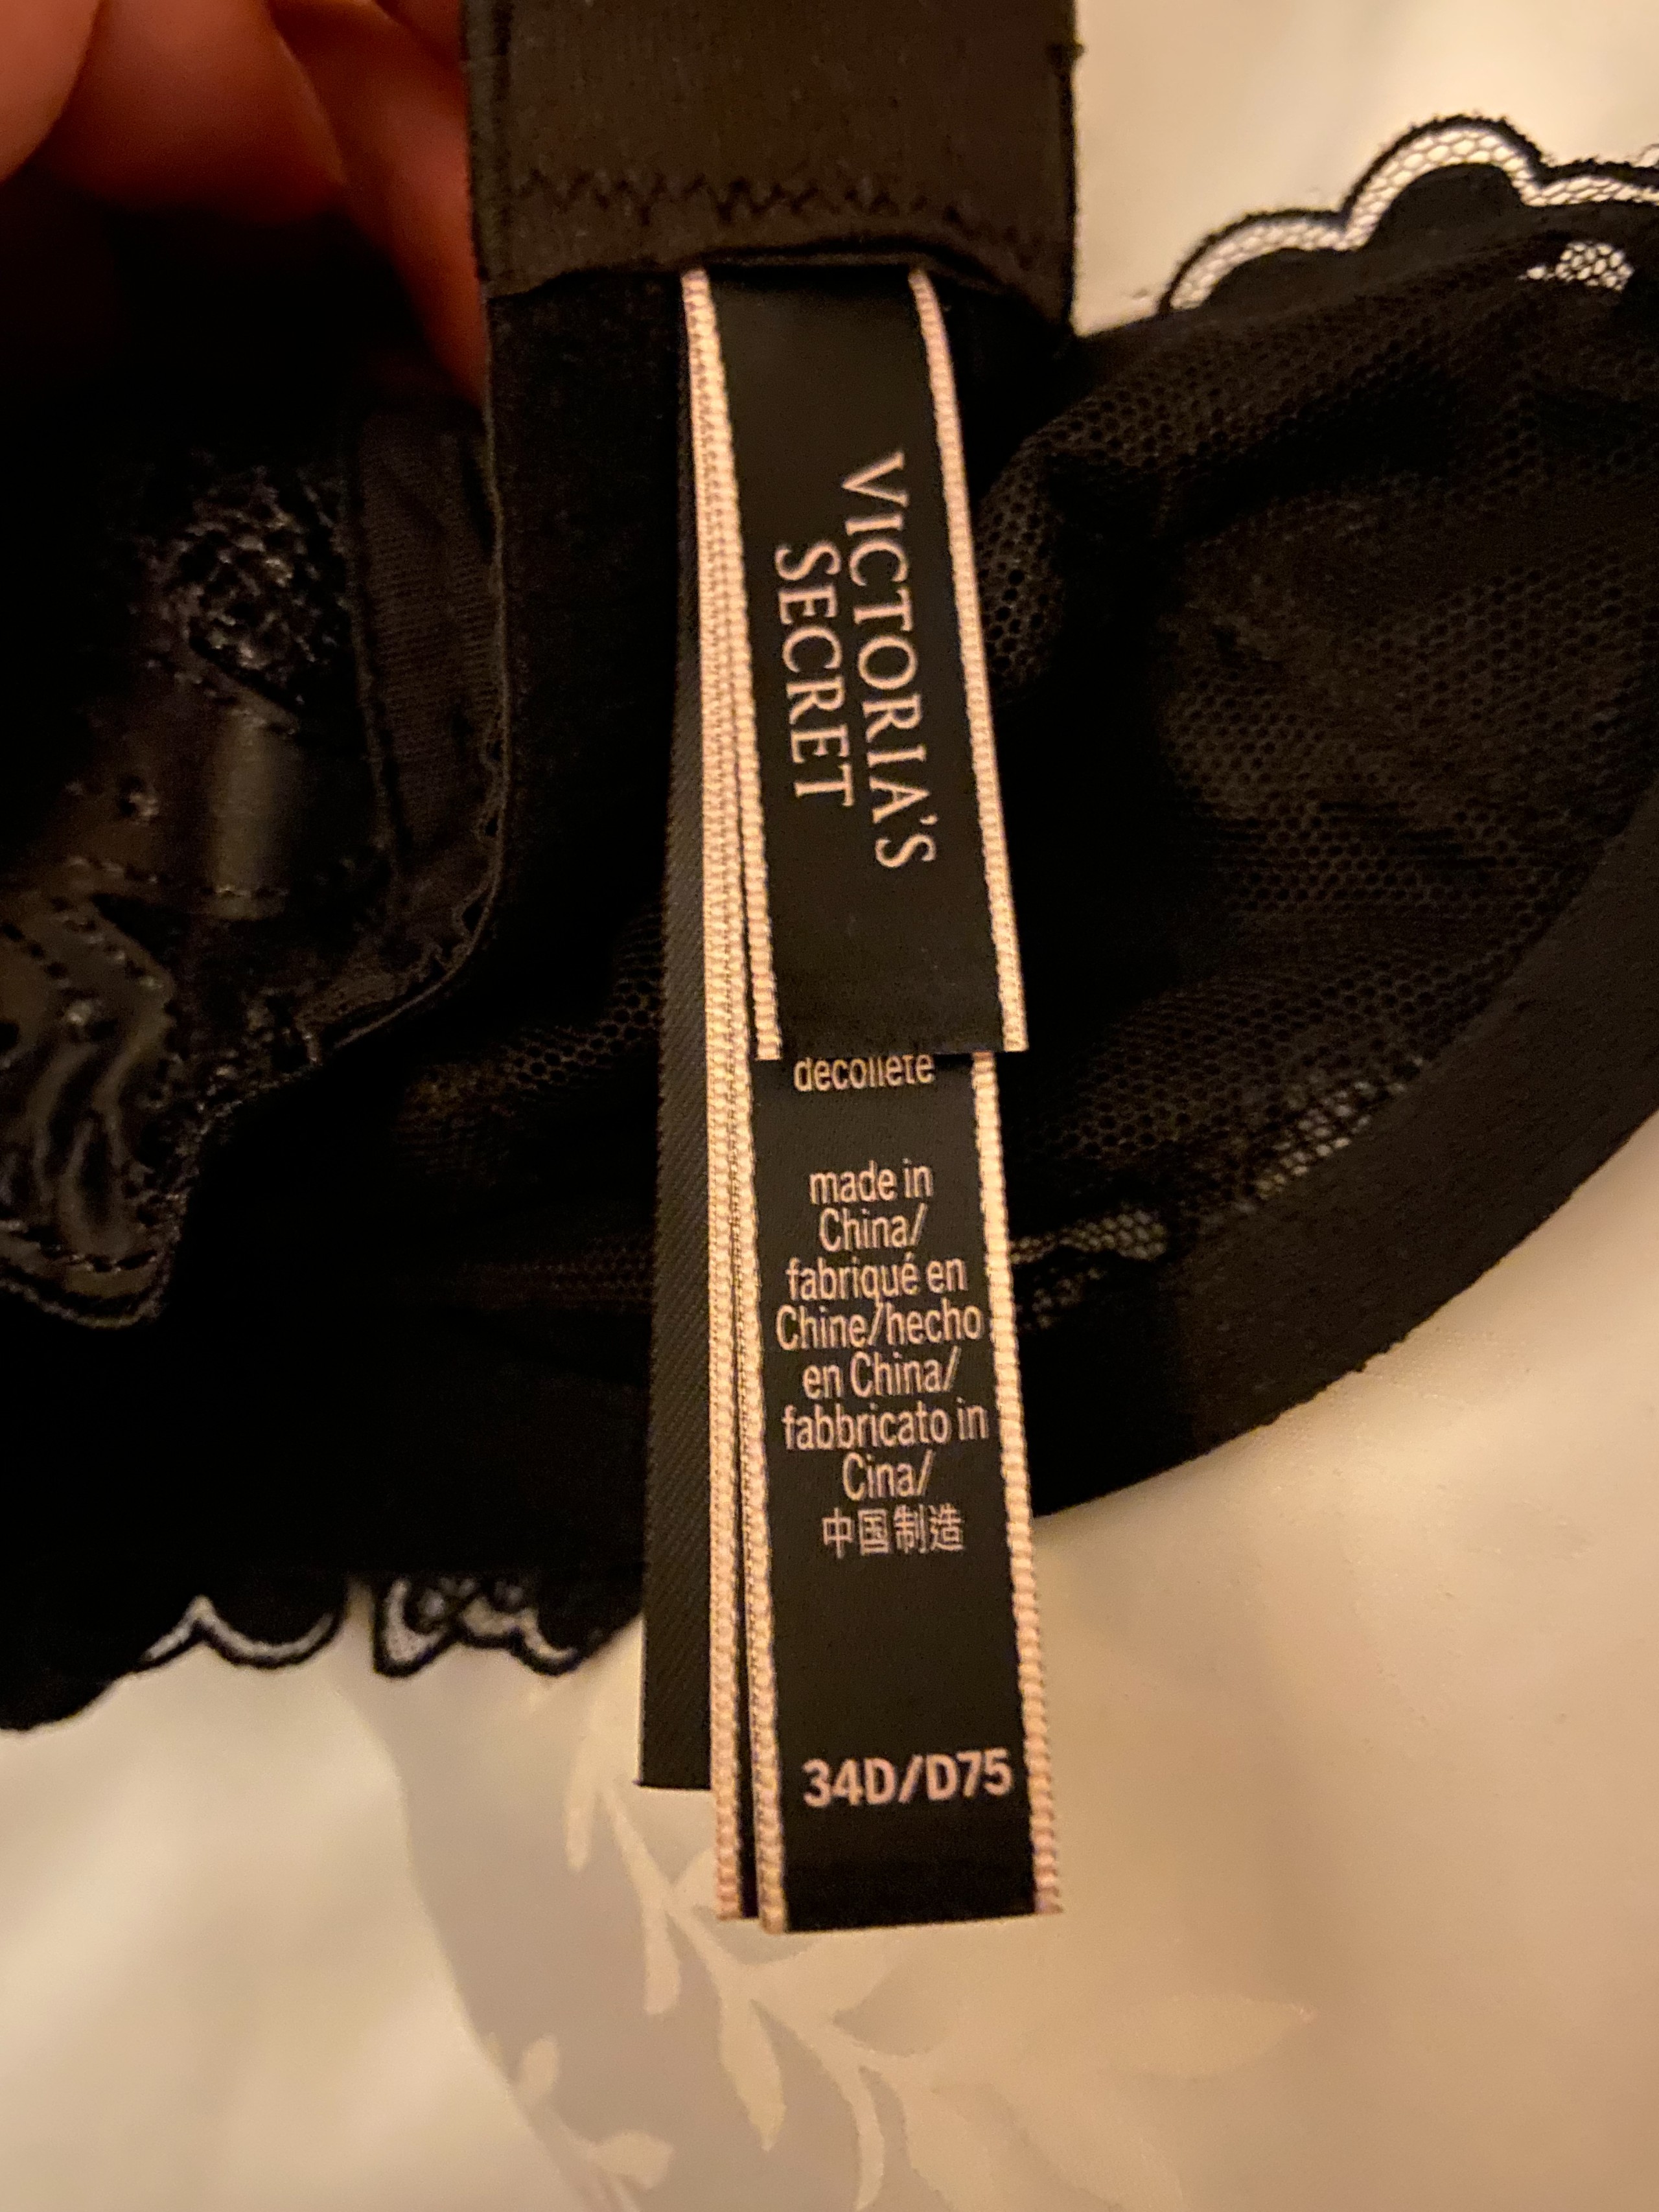 VICTORIA'S
SECRET
décolleté
made in
China/
fabriqué en
Chine/hecho
en China/
fabbricato in
Cina/
中国制造
34D/D75